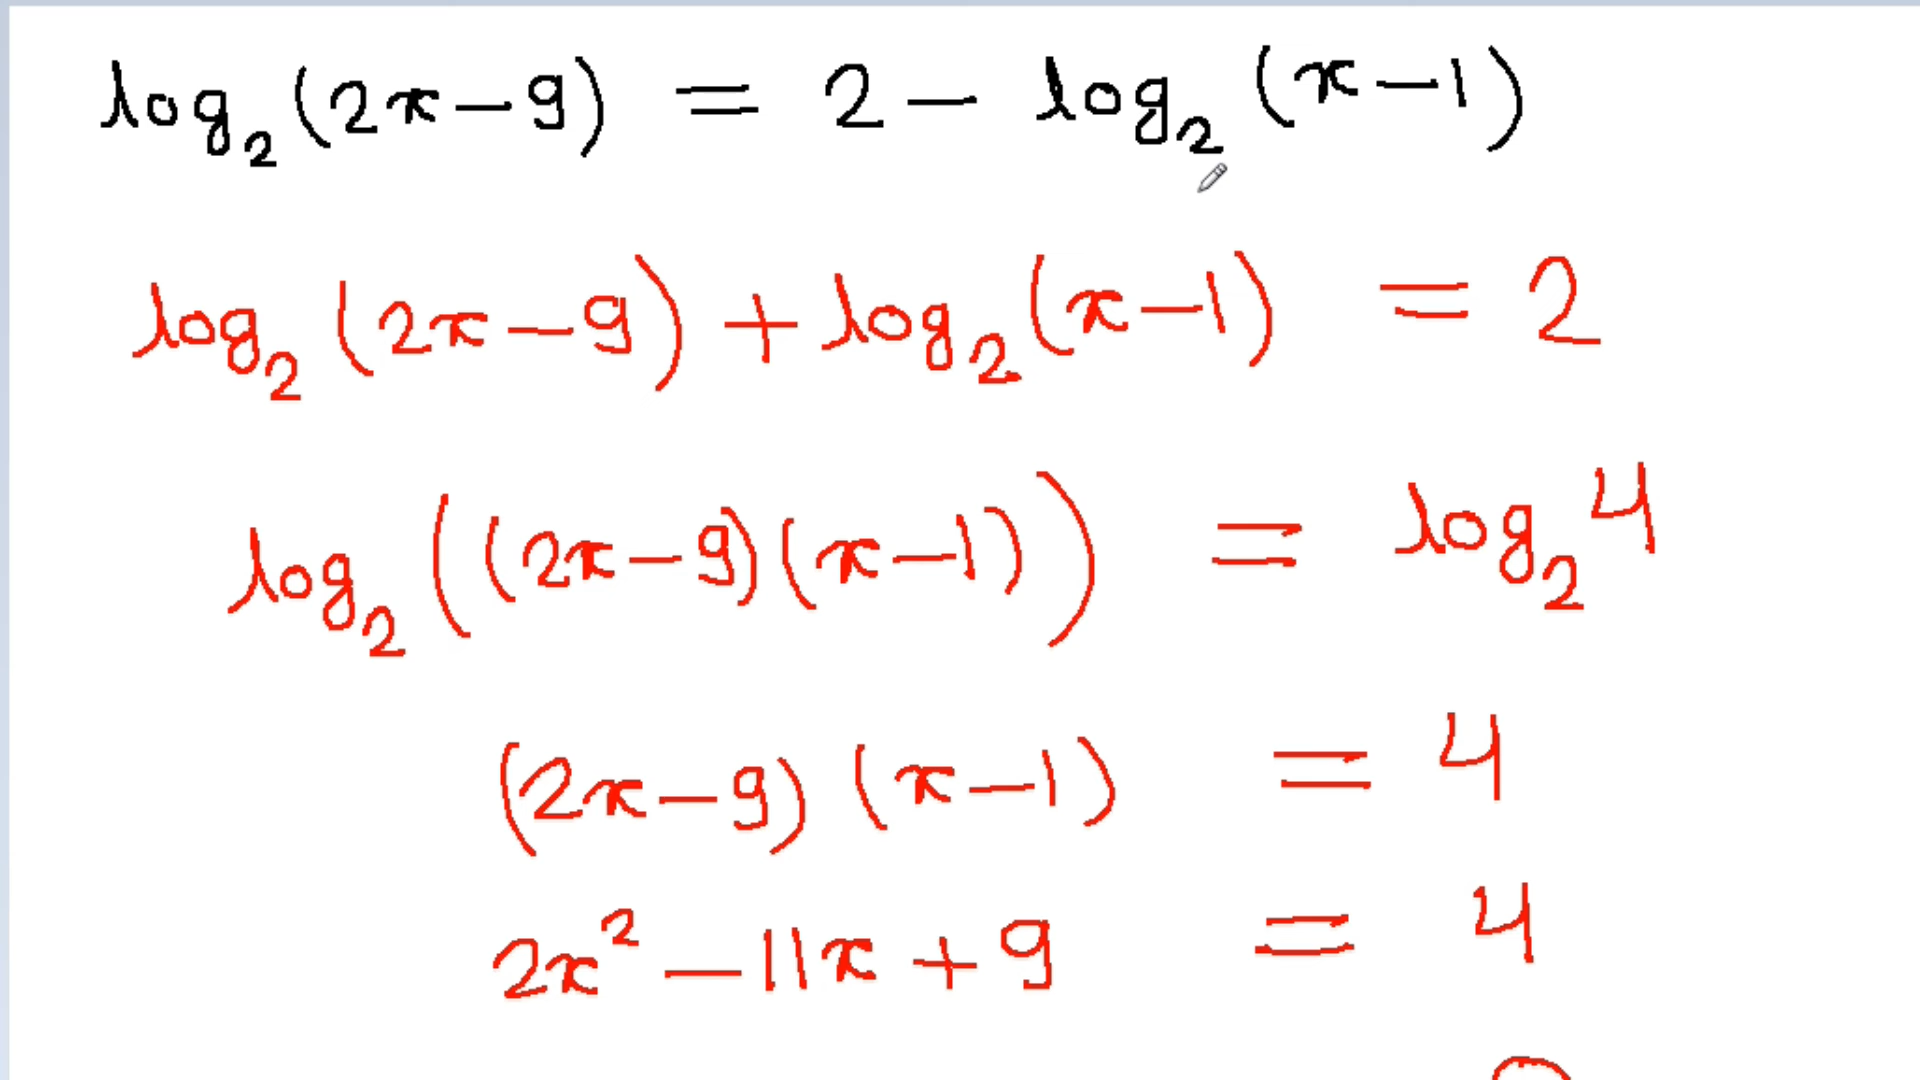 log₂(2x−9) = 2 − log₂(x−1)
log₂(2x−9) + log₂(x−1) = 2
log₂((2x−9)(x−1)) = log₂4
(2x−9)(x−1) = 4
2x² − 11x + 9 = 4